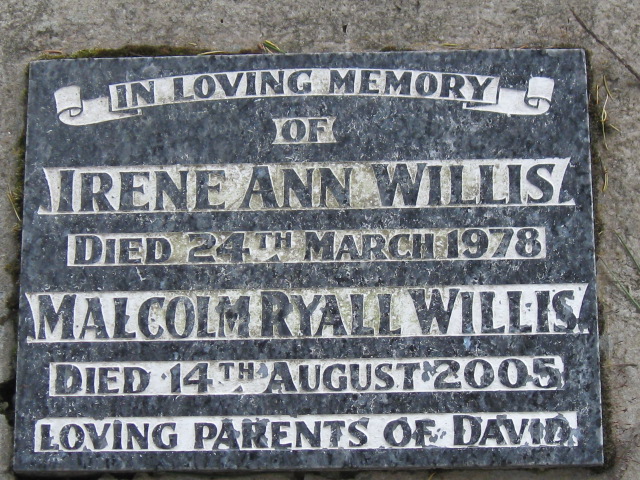 IN LOVING MEMORY
OF
IRENE ANN WILLIS
DIED 24TH MARCH 1978
MALCOLM RYALL WILLIS.
DIED 14TH AUGUST 2005
LOVING PARENTS OF DAVID.